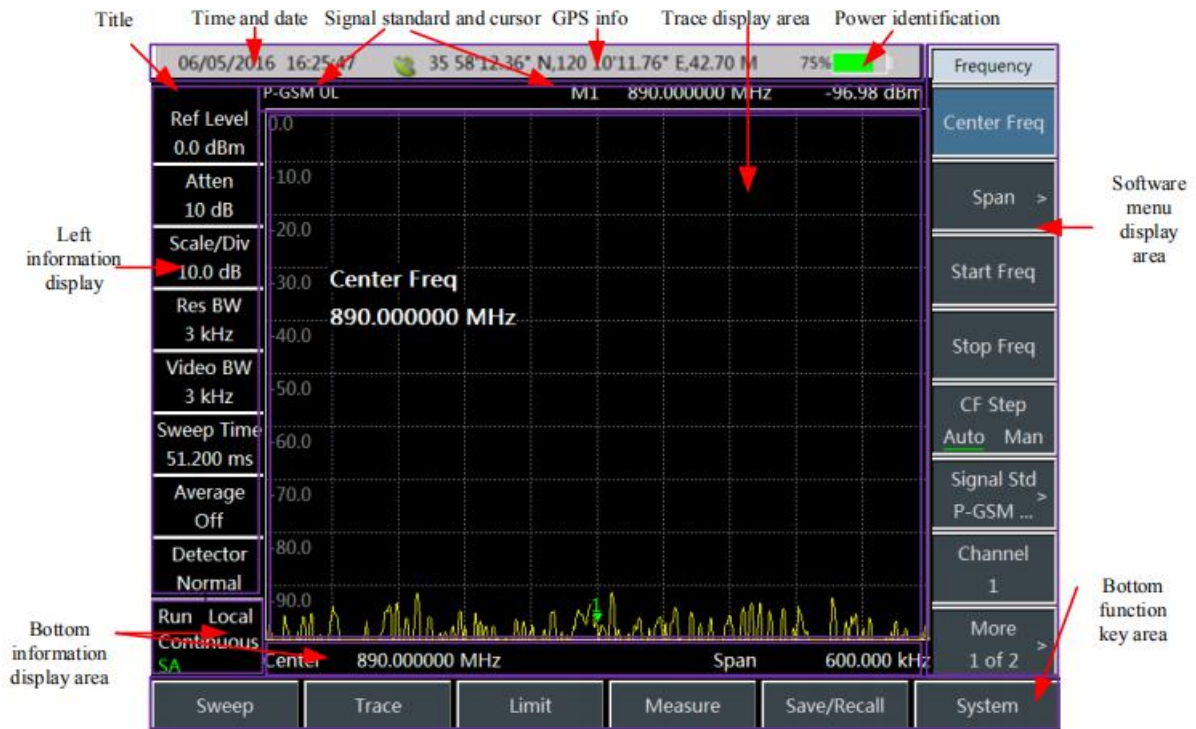 Title
Time and date
Signal standard and cursor
GPS info
Trace display area
Power identification
06/05/2016 16:25:47
35 58'12.36" N,120 10'11.76" E,42.70 M
75%
Frequency
P-GSM UL
M1 890.000000 MHz -96.98 dBm
Ref Level
0.0 dBm
Atten
10 dB
Scale/Div
10.0 dB
Res BW
3 kHz
Video BW
3 kHz
Sweep Time
51.200 ms
Average
Off
Detector
Normal
Run Local
Continuous
SA
Left
information
display
Bottom
information
display area
0.0
-10.0
-20.0
-30.0
-40.0
-50.0
-60.0
-70.0
-80.0
-90.0
Center Freq
890.000000 MHz
1
Center 890.000000 MHz
Span 600.000 kHz
Center Freq
Span >
Start Freq
Stop Freq
CF Step
Auto Man
Signal Std >
P-GSM ...
Channel
1
More >
1 of 2
Software
menu
display
area
Bottom
function
key area
Sweep
Trace
Limit
Measure
Save/Recall
System